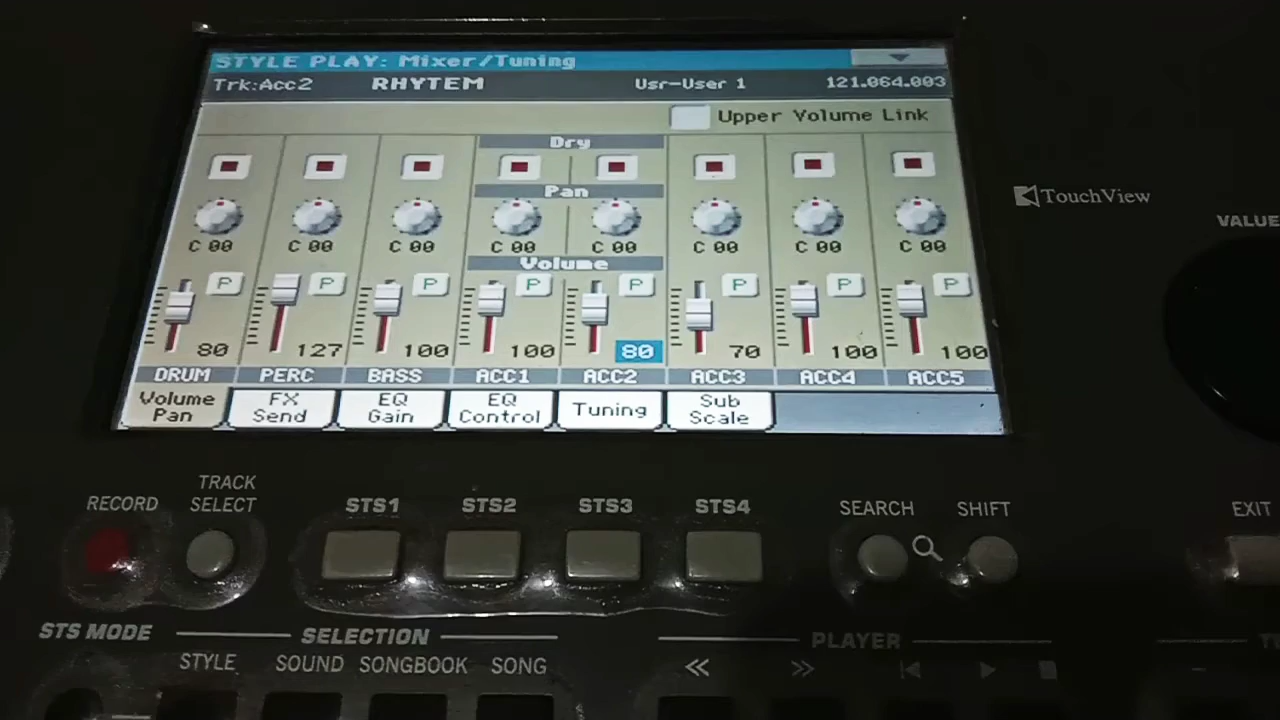 STYLE PLAY: Mixer/Tuning
Trk:Acc2 RHYTEM Usr-User 1 121.064.003
Upper Volume Link
Dry
Pan
C 00 C 00 C 00 C 00 C 00 C 00 C 00 C 00
Volume
P P P P P P P P
80 127 100 100 80 70 100 100
DRUM PERC BASS ACC1 ACC2 ACC3 ACC4 ACC5
Volume Pan FX Send EQ Gain EQ Control Tuning Sub Scale
TouchView
VALUE
RECORD TRACK SELECT STS1 STS2 STS3 STS4 SEARCH SHIFT EXIT
STS MODE SELECTION PLAYER
STYLE SOUND SONGBOOK SONG